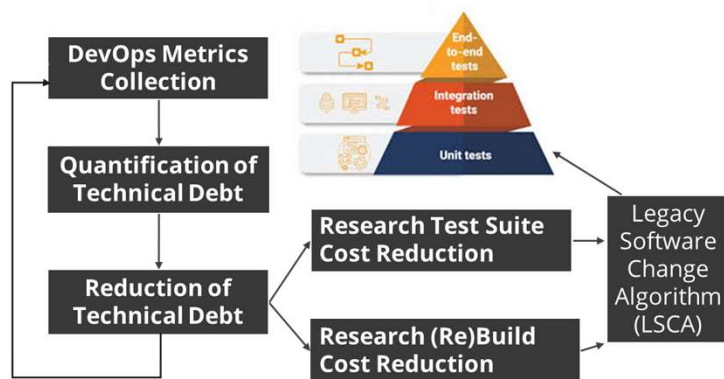 DevOps Metrics
Collection
End-
to-end
tests
Integration
tests
Unit tests
Quantification of
Technical Debt
Research Test Suite
Cost Reduction
Legacy
Software
Change
Algorithm
(LSCA)
Reduction of
Technical Debt
Research (Re)Build
Cost Reduction